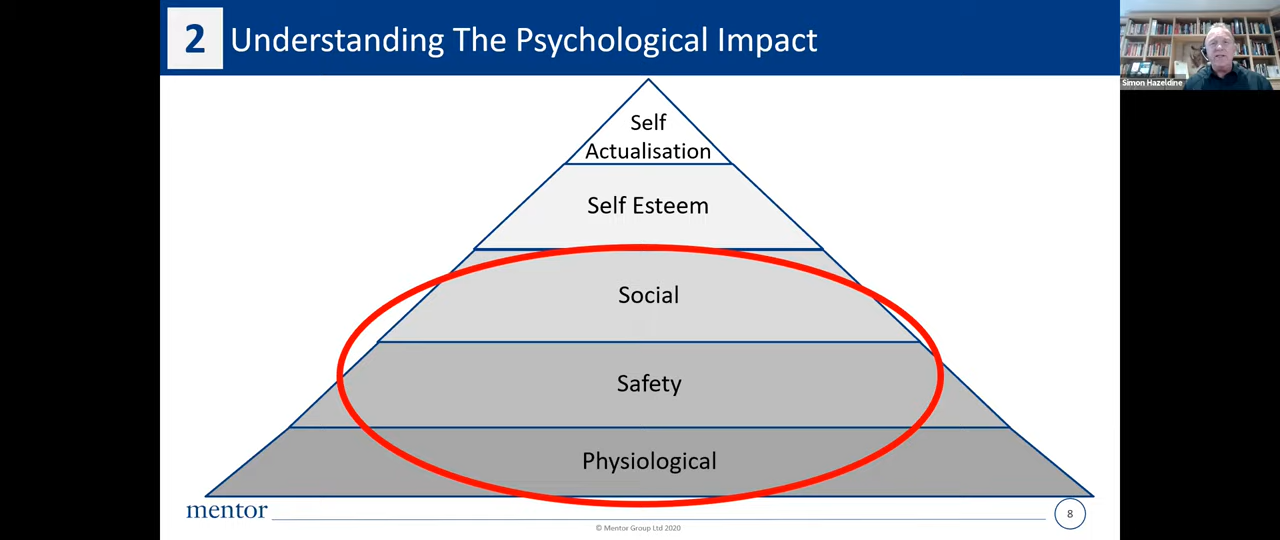 2 Understanding The Psychological Impact
Simon Hazeldine
Self
Actualisation
Self Esteem
Social
Safety
Physiological
mentor
8
© Mentor Group Ltd 2020